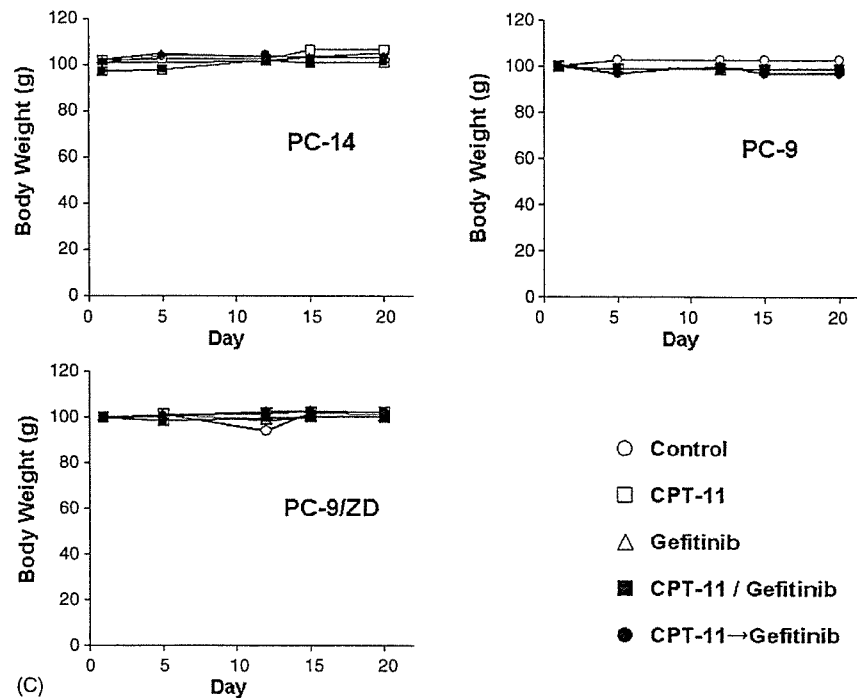 120
100
80
60
40
20
0
Body Weight (g)
PC-14
0
5
10
15
20
Day
120
100
80
60
40
20
0
Body Weight (g)
PC-9
0
5
10
15
20
Day
120
100
80
60
40
20
0
Body Weight (g)
PC-9/ZD
0
5
10
15
20
Day
Control
CPT-11
Gefitinib
CPT-11 / Gefitinib
CPT-11→Gefitinib
(C)